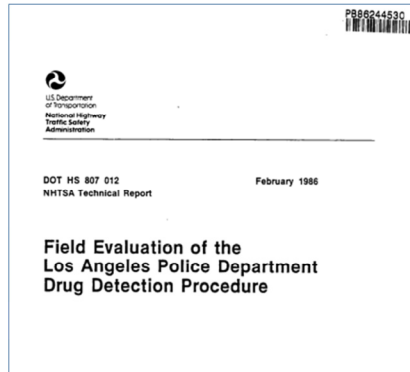 PB86244530
U.S. Department
of Transportation
National Highway
Traffic Safety
Administration
DOT HS 807 012
February 1986
NHTSA Technical Report
Field Evaluation of the
Los Angeles Police Department
Drug Detection Procedure